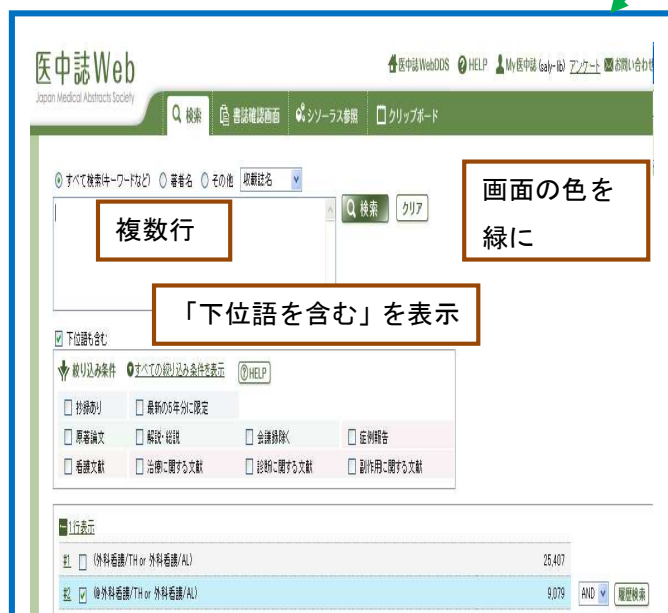 医中誌Web
Japan Medical Abstracts Society
医中誌WebDDS HELP My医中誌 (saly-lib) アンケート お問い合わせ
検索 書誌確認画面 シソーラス参照 クリップボード
すべて検索(キーワードなど) 著者名 その他 収載誌名
検索 クリア
画面の色を
緑に
複数行
「下位語を含む」を表示
下位語も含む
絞り込み条件 すべての絞り込み条件を表示 HELP
抄録あり 最新の5年分に限定
原著論文 解説・総説 会議録除く 症例報告
看護文献 治療に関する文献 診断に関する文献 副作用に関する文献
1行表示
#1 (外科看護/TH or 外科看護/AL) 25,407
#2 (@外科看護/TH or 外科看護/AL) 9,079 AND 履歴検索